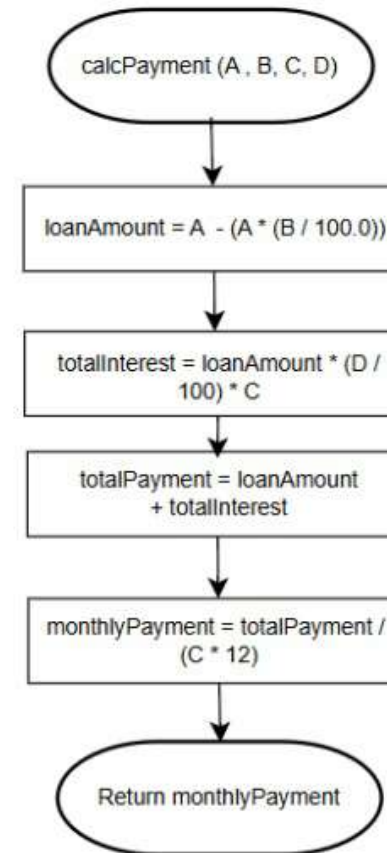 calcPayment (A , B, C, D)
loanAmount = A - (A * (B / 100.0))
totalInterest = loanAmount * (D /
100) * C
totalPayment = loanAmount
+ totalInterest
monthlyPayment = totalPayment /
(C * 12)
Return monthlyPayment